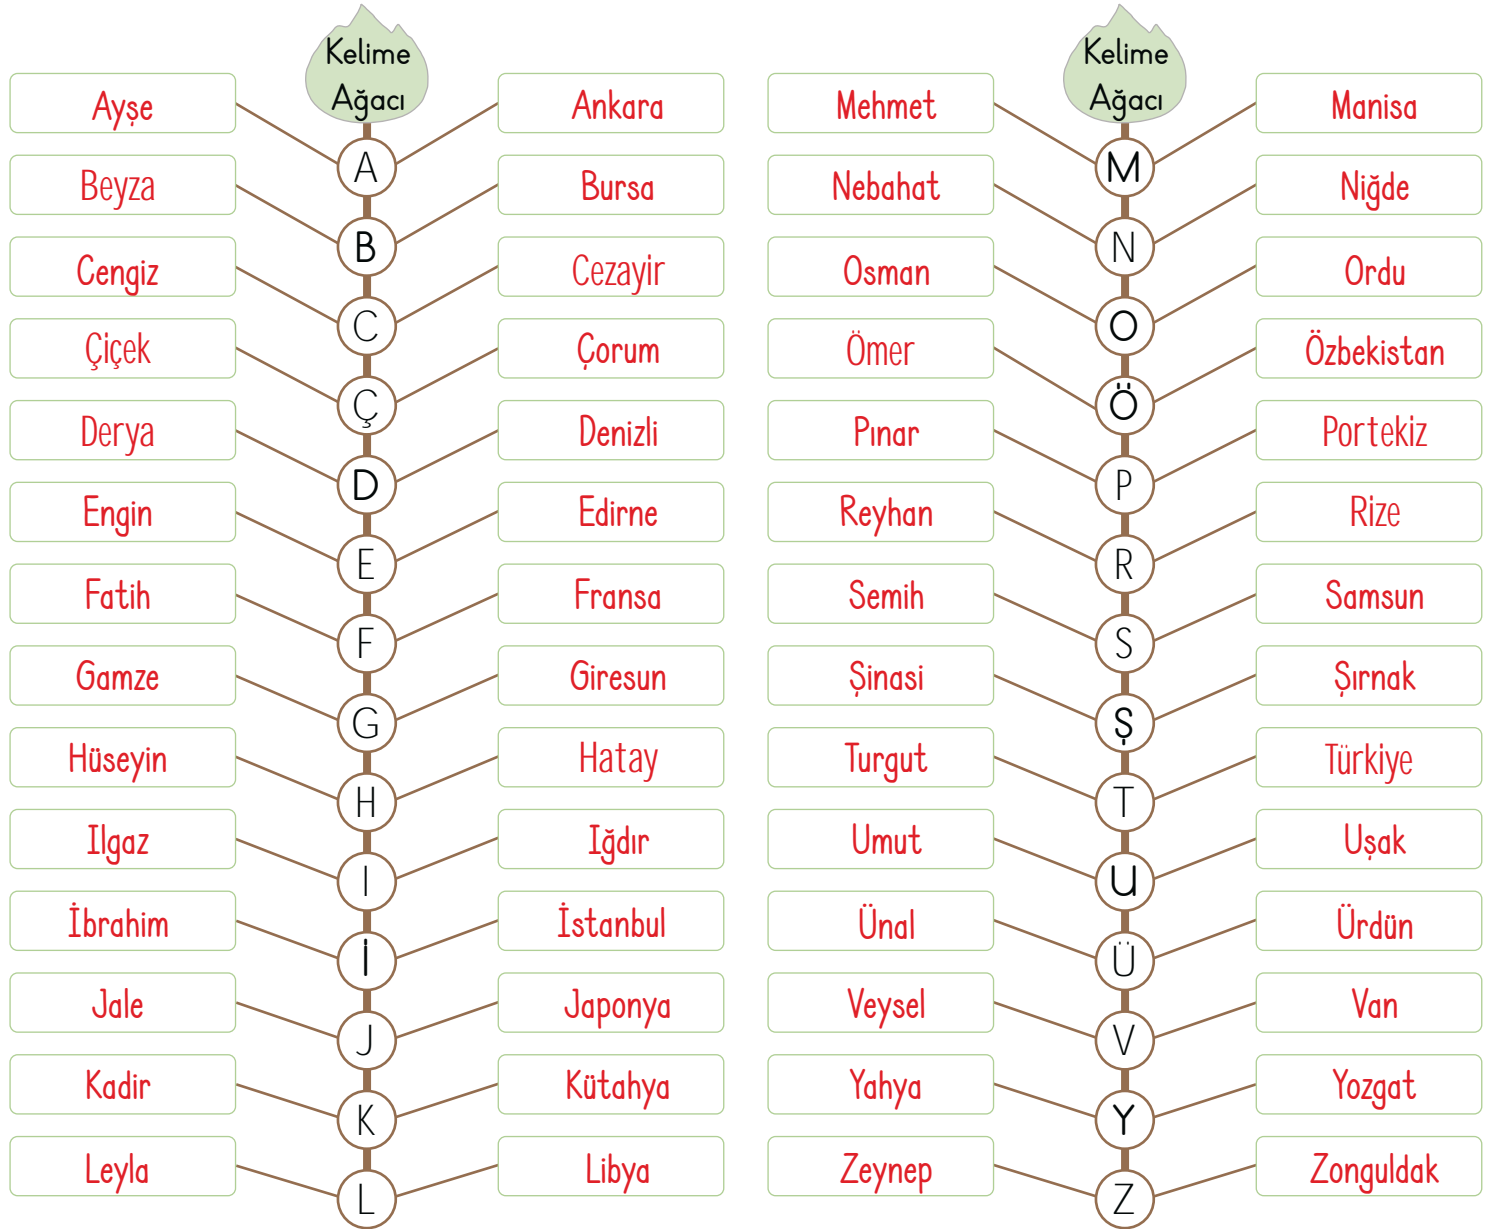 Kelime
Ağacı
Ayşe A Ankara
Beyza B Bursa
Cengiz C Cezayir
Çiçek Ç Çorum
Derya D Denizli
Engin E Edirne
Fatih F Fransa
Gamze G Giresun
Hüseyin H Hatay
Ilgaz I Iğdır
İbrahim İ İstanbul
Jale J Japonya
Kadir K Kütahya
Leyla L Libya
Kelime
Ağacı
Mehmet M Manisa
Nebahat N Niğde
Osman O Ordu
Ömer Ö Özbekistan
Pınar P Portekiz
Reyhan R Rize
Semih S Samsun
Şinasi Ş Şırnak
Turgut T Türkiye
Umut U Uşak
Ünal Ü Ürdün
Veysel V Van
Yahya Y Yozgat
Zeynep Z Zonguldak